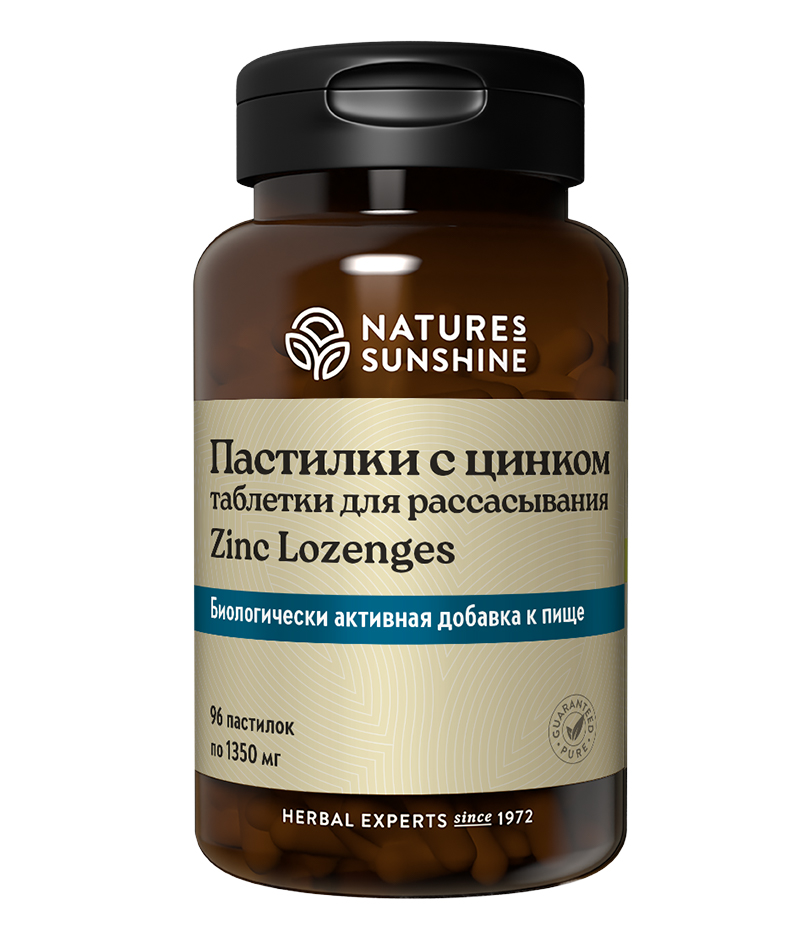 NATURES
SUNSHINE
Пастилки с цинком
таблетки для рассасывания
Zinc Lozenges
Биологически активная добавка к пище
96 пастилок
по 1350 мг
GUARANTEED
PURE
HERBAL EXPERTS since 1972